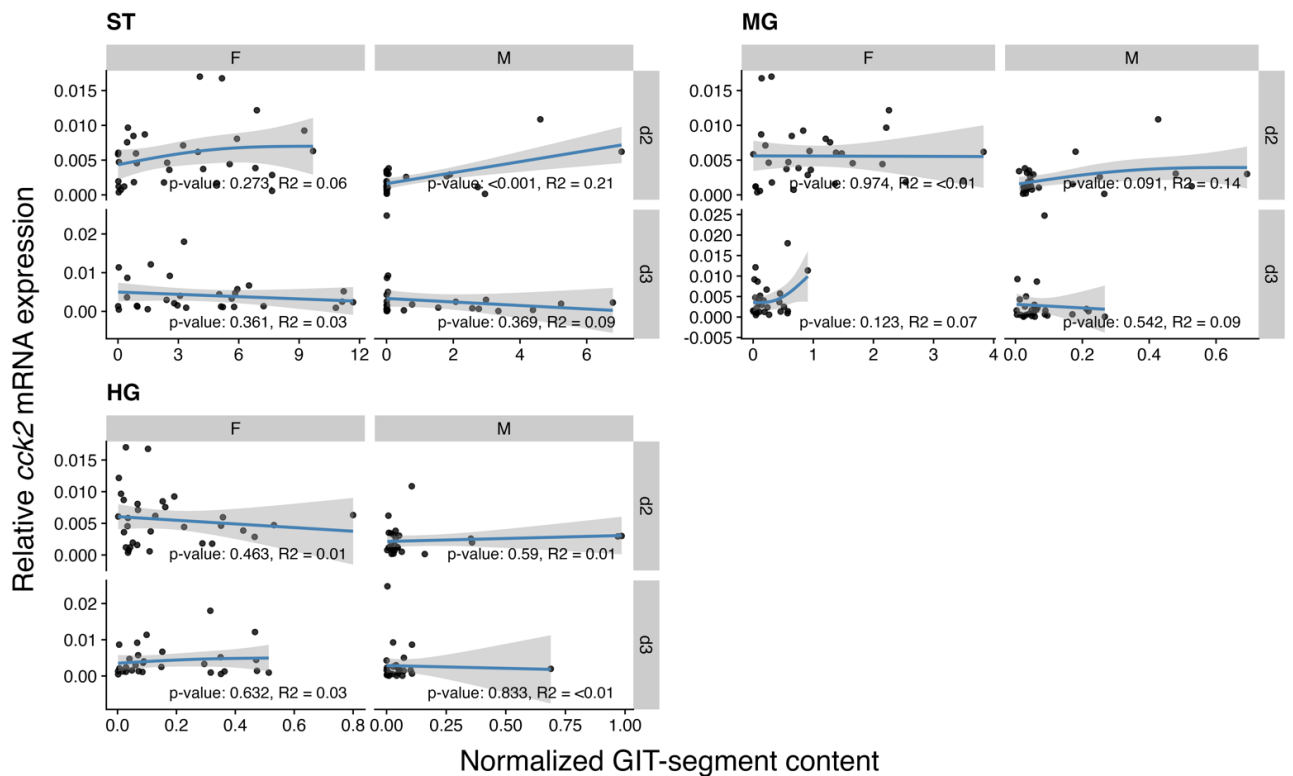 ST
F
M
0.015
0.010
0.005
0.000
p-value: 0.273, R2 = 0.06
p-value: <0.001, R2 = 0.21
d2
0.02
0.01
0.00
p-value: 0.361, R2 = 0.03
p-value: 0.369, R2 = 0.09
d3
0 3 6 9 12
0 2 4 6
MG
F
M
0.015
0.010
0.005
0.000
p-value: 0.974, R2 = <0.01
p-value: 0.091, R2 = 0.14
d2
0.025
0.020
0.015
0.010
0.005
0.000
-0.005
p-value: 0.123, R2 = 0.07
p-value: 0.542, R2 = 0.09
d3
0 1 2 3 4
0.0 0.2 0.4 0.6
HG
F
M
0.015
0.010
0.005
0.000
p-value: 0.463, R2 = 0.01
p-value: 0.59, R2 = 0.01
d2
0.02
0.01
0.00
p-value: 0.632, R2 = 0.03
p-value: 0.833, R2 = <0.01
d3
0.0 0.2 0.4 0.6 0.8
0.00 0.25 0.50 0.75 1.00
Relative cck2 mRNA expression
Normalized GIT-segment content